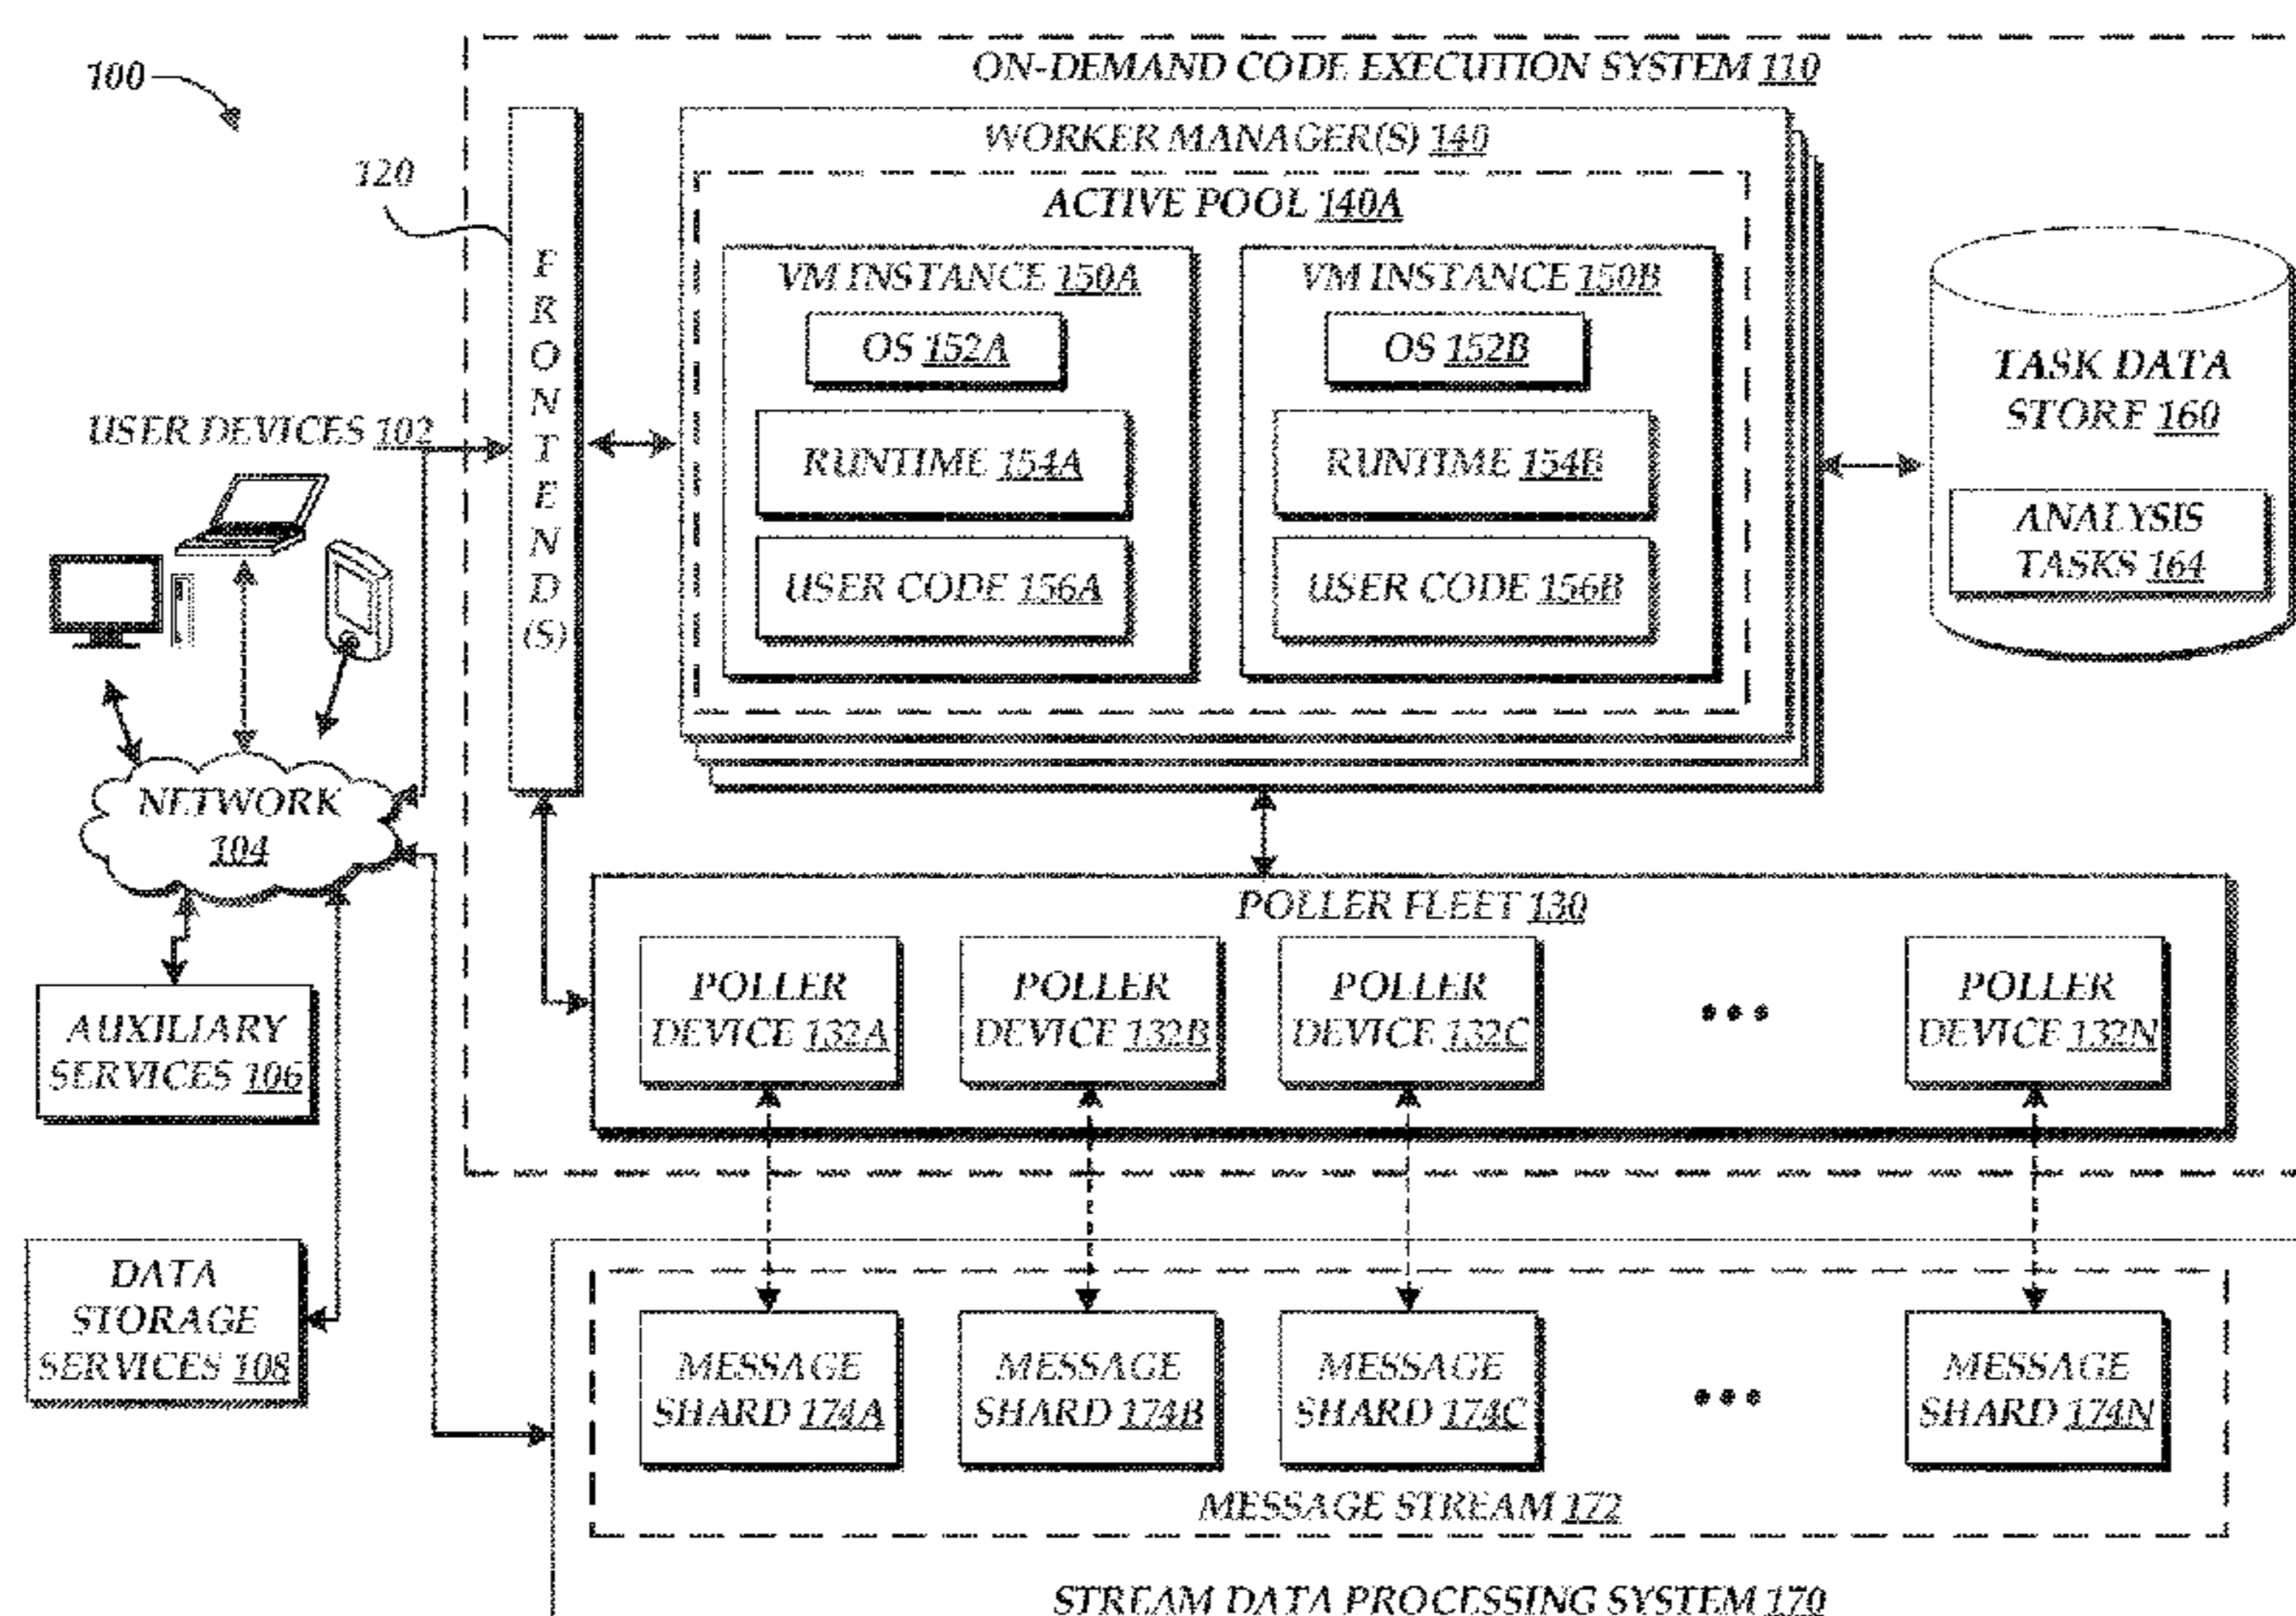 100
ON-DEMAND CODE EXECUTION SYSTEM 110
120
FRONTEND(S)
WORKER MANAGER(S) 140
ACTIVE POOL 140A
VM INSTANCE 150A
OS 152A
RUNTIME 154A
USER CODE 156A
VM INSTANCE 150B
OS 152B
RUNTIME 154B
USER CODE 156B
TASK DATA
STORE 160
ANALYSIS
TASKS 164
USER DEVICES 102
NETWORK
104
AUXILIARY
SERVICES 106
DATA
STORAGE
SERVICES 108
POLLER FLEET 130
POLLER
DEVICE 132A
POLLER
DEVICE 132B
POLLER
DEVICE 132C
•••
POLLER
DEVICE 132N
MESSAGE
SHARD 174A
MESSAGE
SHARD 174B
MESSAGE
SHARD 174C
•••
MESSAGE
SHARD 174N
MESSAGE STREAM 172
STREAM DATA PROCESSING SYSTEM 170